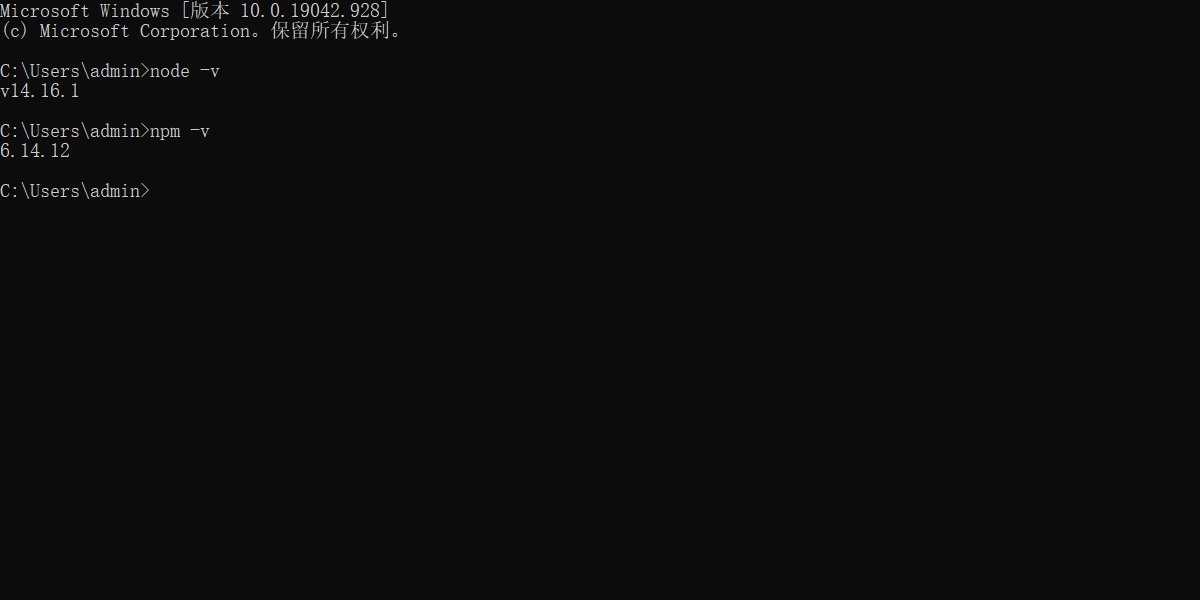 Microsoft Windows [版本 10.0.19042.928]
(c) Microsoft Corporation。保留所有权利。
C:\Users\admin>node -v
v14.16.1
C:\Users\admin>npm -v
6.14.12
C:\Users\admin>